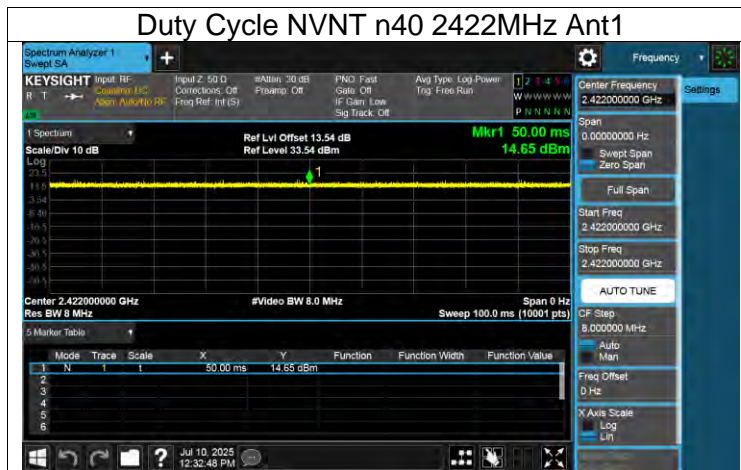 Duty Cycle NVNT n40 2422MHz Ant1
Spectrum Analyzer 1
Swept SA
+
Frequency
KEYSIGHT
R T
Input: RF
Coupling: DC
Align: Auto/No RF
Input Z: 50 Ω
Corrections: Off
Freq Ref: Int (S)
#Atten: 30 dB
Preamp: Off
PNO: Fast
Gate: Off
IF Gain: Low
Sig Track: Off
Avg Type: Log-Power
Trig: Free Run
1 2 3 4 5 6
W W W W W W
P N N N N N
Center Frequency
2.422000000 GHz
Settings
Span
0.00000000 Hz
Swept Span
Zero Span
Full Span
Start Freq
2.422000000 GHz
Stop Freq
2.422000000 GHz
AUTO TUNE
CF Step
8.000000 MHz
Auto
Man
Freq Offset
0 Hz
X Axis Scale
Log
Lin
1 Spectrum
Scale/Div 10 dB
Ref Lvl Offset 13.54 dB
Ref Level 33.54 dBm
Mkr1 50.00 ms
14.65 dBm
Log
23.5
3.54
1
Center 2.422000000 GHz
Res BW 8 MHz
#Video BW 8.0 MHz
Span 0 Hz
Sweep 100.0 ms (10001 pts)
5 Marker Table
Mode Trace Scale X Y Function Function Width Function Value
1 N 1 t 50.00 ms 14.65 dBm
2
3
4
5
6
?
Jul 10, 2025
12:32:48 PM